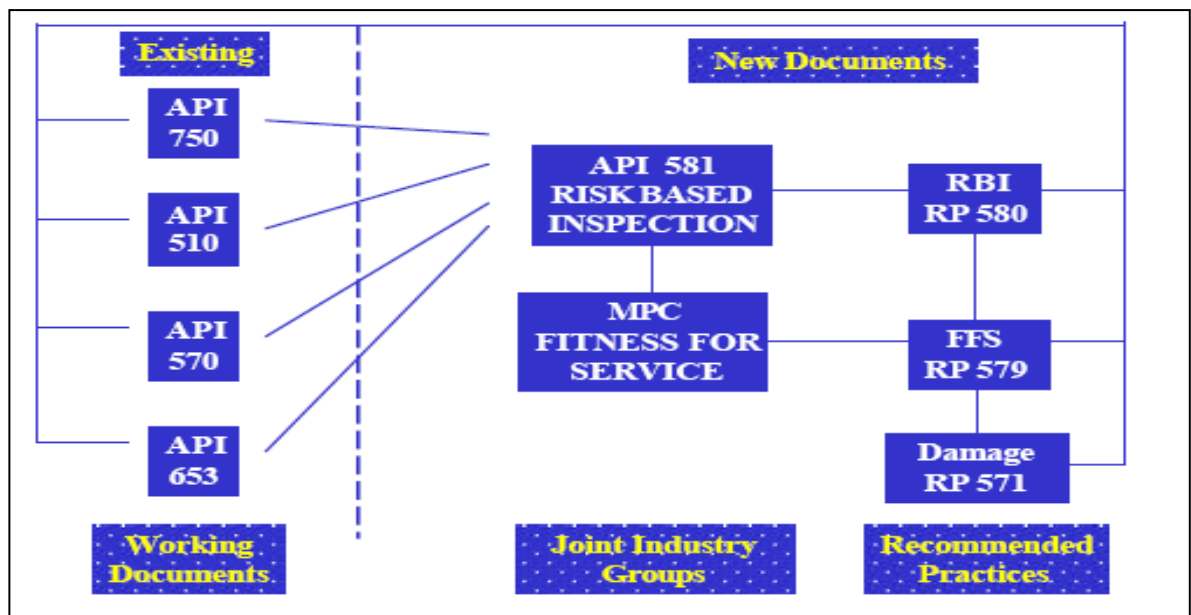 Existing
New Documents
API
750
API
510
API
570
API
653
API 581
RISK BASED
INSPECTION
MPC
FITNESS FOR
SERVICE
RBI
RP 580
FFS
RP 579
Damage
RP 571
Working
Documents
Joint Industry
Groups
Recommended
Practices